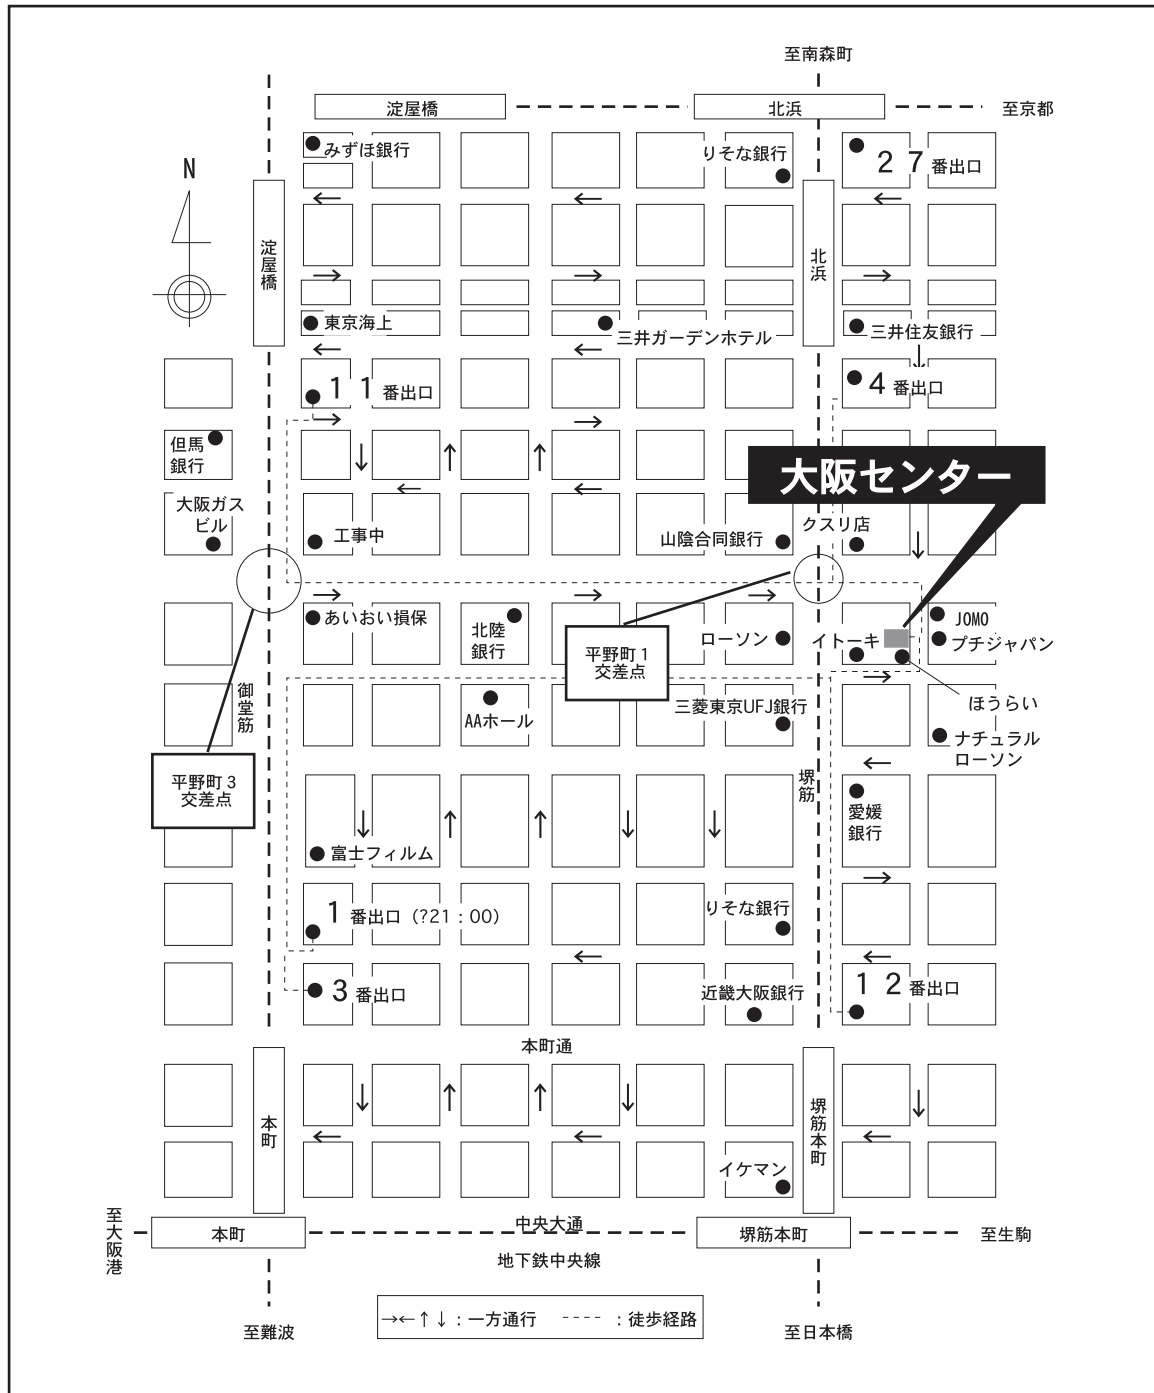 至南森町
淀屋橋
北浜
至京都
N
みずほ銀行
りそな銀行
27番出口
淀屋橋
北浜
東京海上
三井ガーデンホテル
三井住友銀行
11番出口
4番出口
但馬
銀行
大阪センター
大阪ガス
ビル
工事中
山陰合同銀行
クスリ店
あいおい損保
北陸
銀行
平野町1
交差点
ローソン
イトーキ
JOMO
プチジャパン
御堂筋
AAホール
三菱東京UFJ銀行
ほうらい
ナチュラル
ローソン
平野町3
交差点
堺筋
愛媛
銀行
富士フィルム
1番出口(?21:00)
りそな銀行
3番出口
近畿大阪銀行
12番出口
本町通
本町
堺筋本町
イケマン
至大阪港
本町
中央大通
地下鉄中央線
堺筋本町
至生駒
→←↑↓:一方通行 -----:徒歩経路
至難波
至日本橋